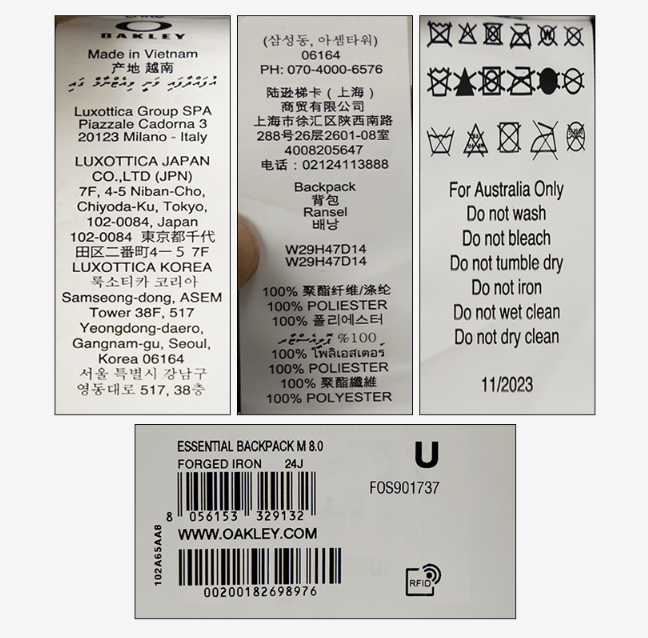 OAKLEY
Made in Vietnam
产地 越南
Luxottica Group SPA
Piazzale Cadorna 3
20123 Milano - Italy
LUXOTTICA JAPAN
CO.,LTD (JPN)
7F, 4-5 Niban-Cho,
Chiyoda-Ku, Tokyo,
102-0084, Japan
102-0084 東京都千代
田区二番町4－5 7F
LUXOTTICA KOREA
룩소티카 코리아
Samseong-dong, ASEM
Tower 38F, 517
Yeongdong-daero,
Gangnam-gu, Seoul,
Korea 06164
서울 특별시 강남구
영동대로 517, 38층
(삼성동, 아셈타워)
06164
PH: 070-4000-6576
陆逊梯卡（上海）
商贸有限公司
上海市徐汇区陕西南路
288号26层2601-08室
4008205647
电话：02124113888
Backpack
背包
Ransel
배낭
W29H47D14
W29H47D14
100% 聚酯纤维/涤纶
100% POLIESTER
100% 폴리에스터
100% โพลิเอสเตอร์
100% POLIESTER
100% 聚酯纖維
100% POLYESTER
For Australia Only
Do not wash
Do not bleach
Do not tumble dry
Do not iron
Do not wet clean
Do not dry clean
11/2023
ESSENTIAL BACKPACK M 8.0
FORGED IRON 24J
8 056153 329132
WWW.OAKLEY.COM
00200182698976
102A65AA8
U
FOS901737
RFID